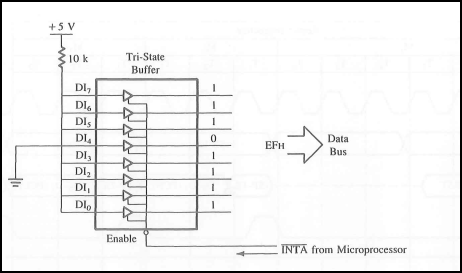 +5 V
10 k
Tri-State
Buffer
DI7 1
DI6 1
DI5 1
DI4 0
DI3 1
DI2 1
DI1 1
DI0 1
EFH
Data
Bus
Enable
INTA from Microprocessor